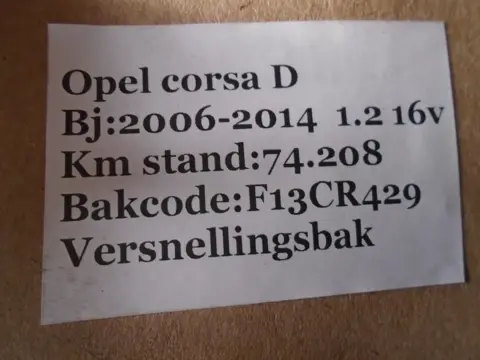 Opel corsa D
Bj:2006-2014 1.2 16v
Km stand:74.208
Bakcode:F13CR429
Versnellingsbak